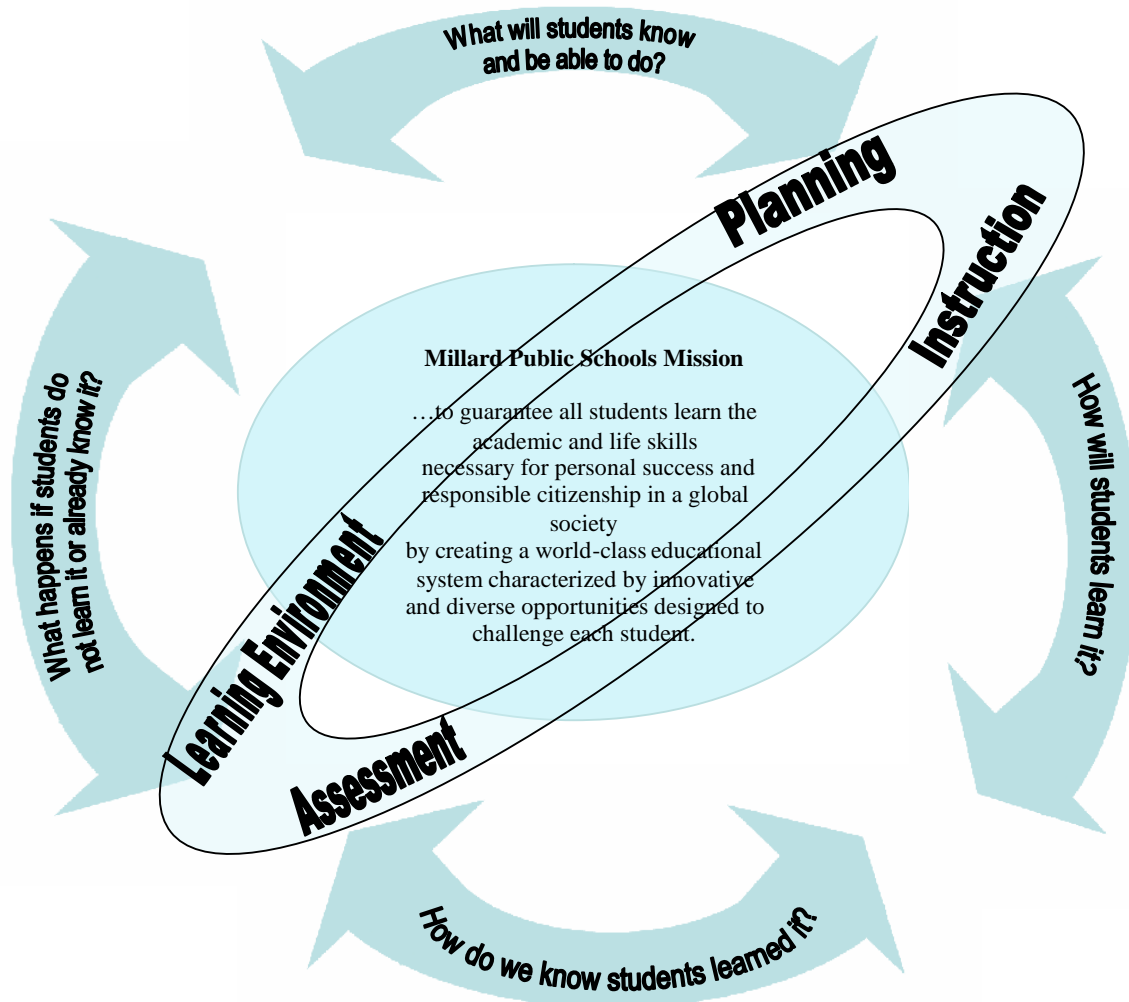 What will students know
and be able to do?
Planning
Instruction
Millard Public Schools Mission
…to guarantee all students learn the
academic and life skills
necessary for personal success and
responsible citizenship in a global
society
by creating a world-class educational
system characterized by innovative
and diverse opportunities designed to
challenge each student.
How will students learn it?
What happens if students do
not learn it or already know it?
Learning Environment
Assessment
How do we know students learned it?